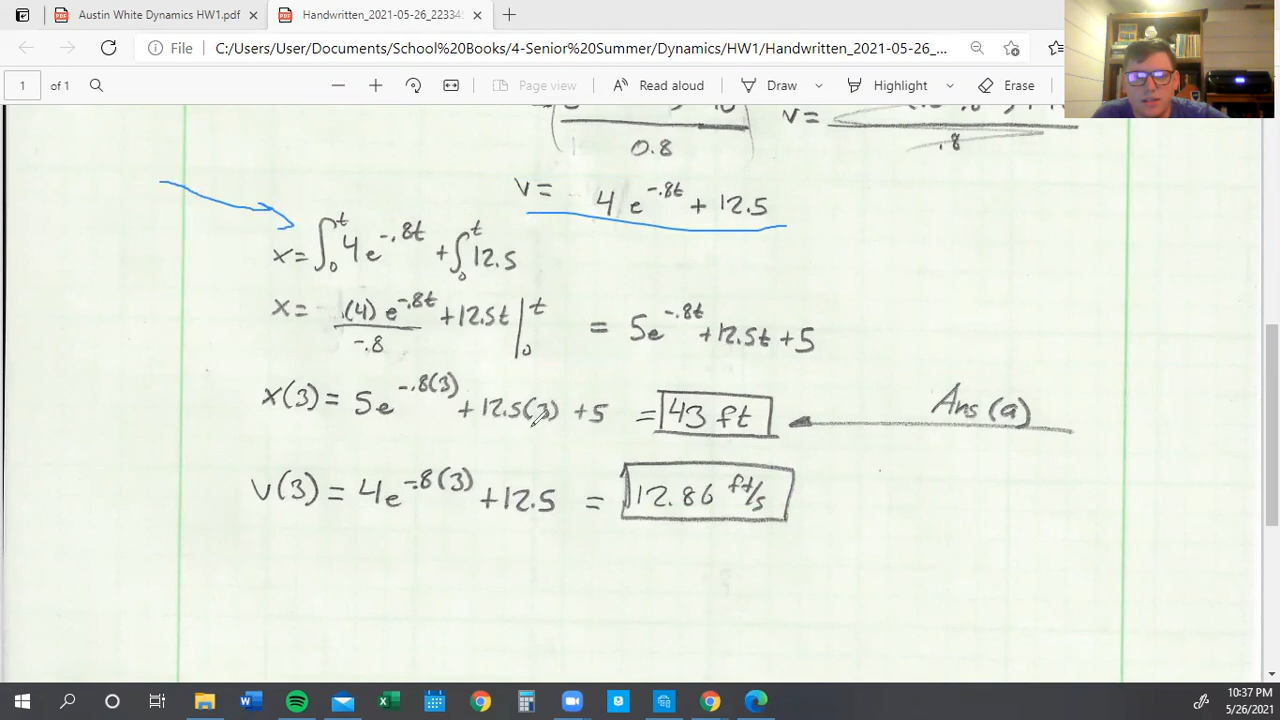 Austin White Dynamics HW1.pdf
Handwritten_2021-05-26_22334
File
C:/Users/User/Documents/School%20Books/4-Senior%20Summer/Dynamics/HW1/Handwritten_2021-05-26_...
1 of 1
Page view
Read aloud
Draw
Highlight
Erase
v=
0.8
.8
v= 4e^-.8t + 12.5
x= ∫₀ᵗ 4e^-.8t + ∫₀ᵗ 12.5
x= (4)e^-.8t / -.8 + 12.5t |₀ᵗ = 5e^-.8t + 12.5t + 5
x(3) = 5e^-.8(3) + 12.5(3) + 5 = 43 ft
Ans (a)
v(3) = 4e^-.8(3) + 12.5 = 12.86 ft/s
10:37 PM
5/26/2021